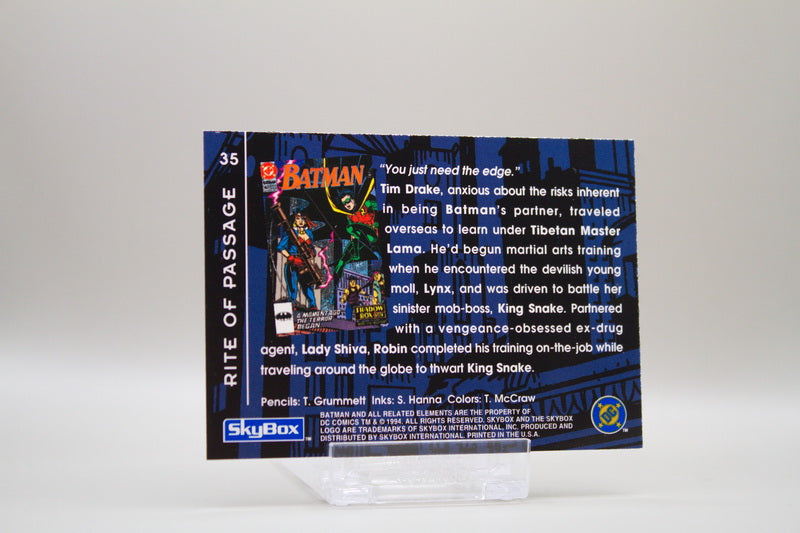 35
RITE OF PASSAGE
DC
BATMAN
A MOMENT AGO
THE TERROR
BEGAN
SHADOW
BOX
"You just need the edge."
Tim Drake, anxious about the risks inherent
in being Batman's partner, traveled
overseas to learn under Tibetan Master
Lama. He'd begun martial arts training
when he encountered the devilish young
moll, Lynx, and was driven to battle her
sinister mob-boss, King Snake. Partnered
with a vengeance-obsessed ex-drug
agent, Lady Shiva, Robin completed his training on-the-job while
traveling around the globe to thwart King Snake.
Pencils: T. Grummett Inks: S. Hanna Colors: T. McCraw
BATMAN AND ALL RELATED ELEMENTS ARE THE PROPERTY OF
DC COMICS TM & © 1994. ALL RIGHTS RESERVED. SKYBOX AND THE SKYBOX
LOGO ARE TRADEMARKS OF SKYBOX INTERNATIONAL, INC. PRODUCED AND
DISTRIBUTED BY SKYBOX INTERNATIONAL. PRINTED IN THE U.S.A.
SkyBox TM
DC TM